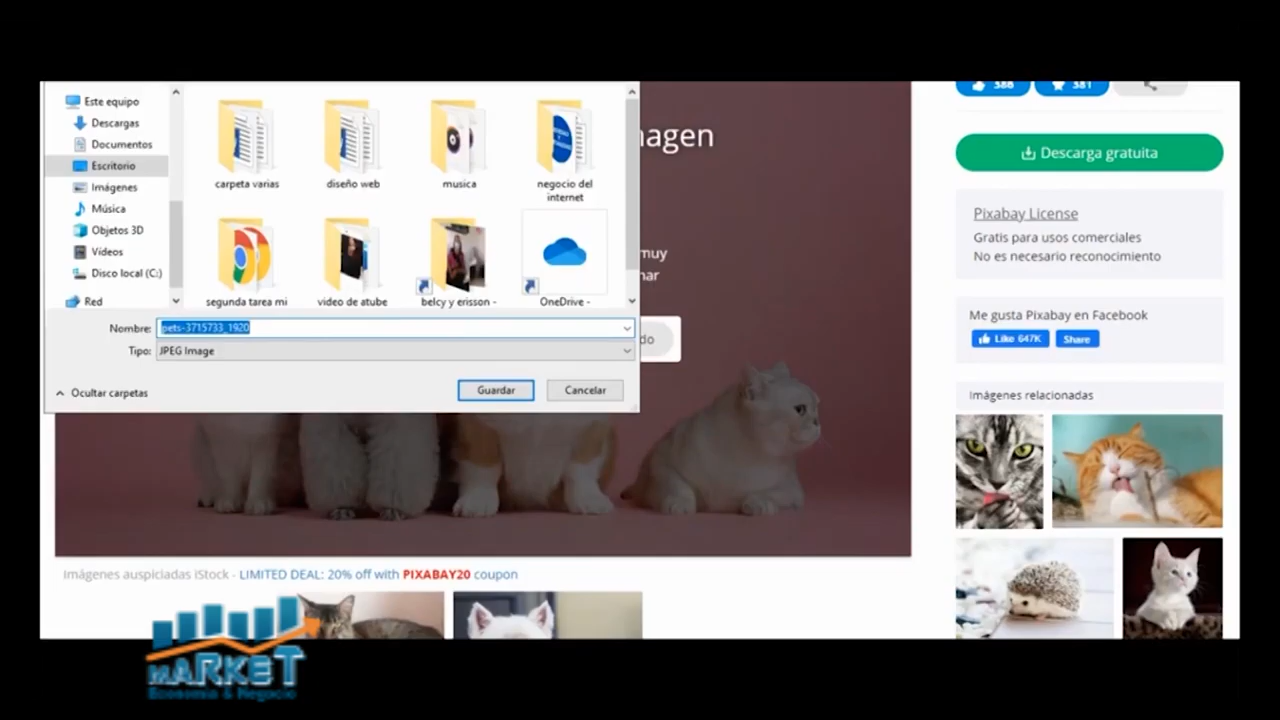 Este equipo
Descargas
Documentos
Escritorio
Imágenes
Música
Objetos 3D
Vídeos
Disco local (C:)
Red
carpeta varias
diseño web
musica
negocio del
internet
segunda tarea mi
video de atube
belcy y erisson -
OneDrive -
Nombre: pets-3715733_1920
Tipo: JPEG Image
Ocultar carpetas
Guardar
Cancelar
magen
muy
nar
do
388
381
Descarga gratuita
Pixabay License
Gratis para usos comerciales
No es necesario reconocimiento
Me gusta Pixabay en Facebook
Like 647K
Share
Imágenes relacionadas
Imágenes auspiciadas iStock - LIMITED DEAL: 20% off with PIXABAY20 coupon
MARKET
Economia & Negocio